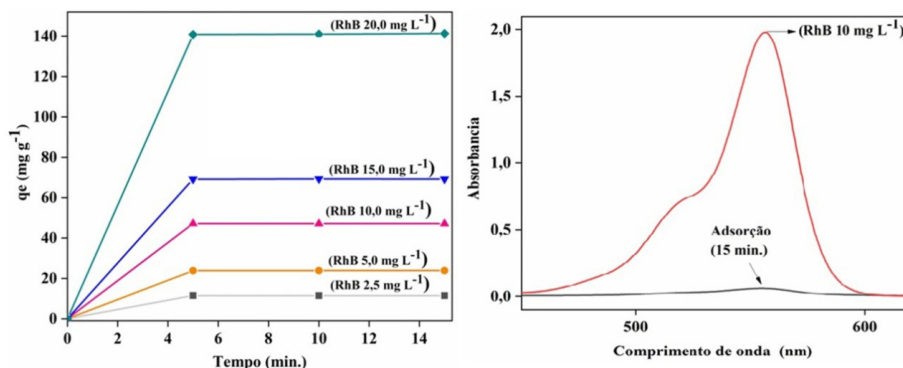 (RhB 20,0 mg L-1)
(RhB 15,0 mg L-1)
(RhB 10,0 mg L-1)
(RhB 5,0 mg L-1)
(RhB 2,5 mg L-1)
qe (mg g-1)
140
120
100
80
60
40
20
0
0 2 4 6 8 10 12 14
Tempo (min.)
(RhB 10 mg L-1)
Adsorção
(15 min.)
Absorbancia
2,0
1,5
1,0
0,5
0,0
500 600
Comprimento de onda (nm)